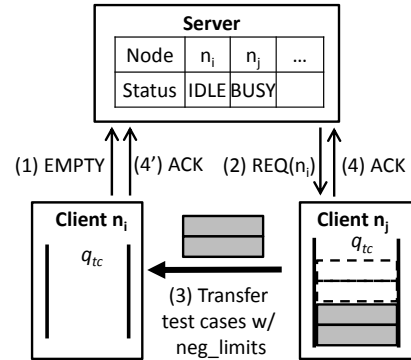 Server
Node n_i n_j ...
Status IDLE BUSY
(1) EMPTY (4') ACK (2) REQ(n_i) (4) ACK
Client n_i
q_tc
Client n_j
q_tc
(3) Transfer
test cases w/
neg_limits